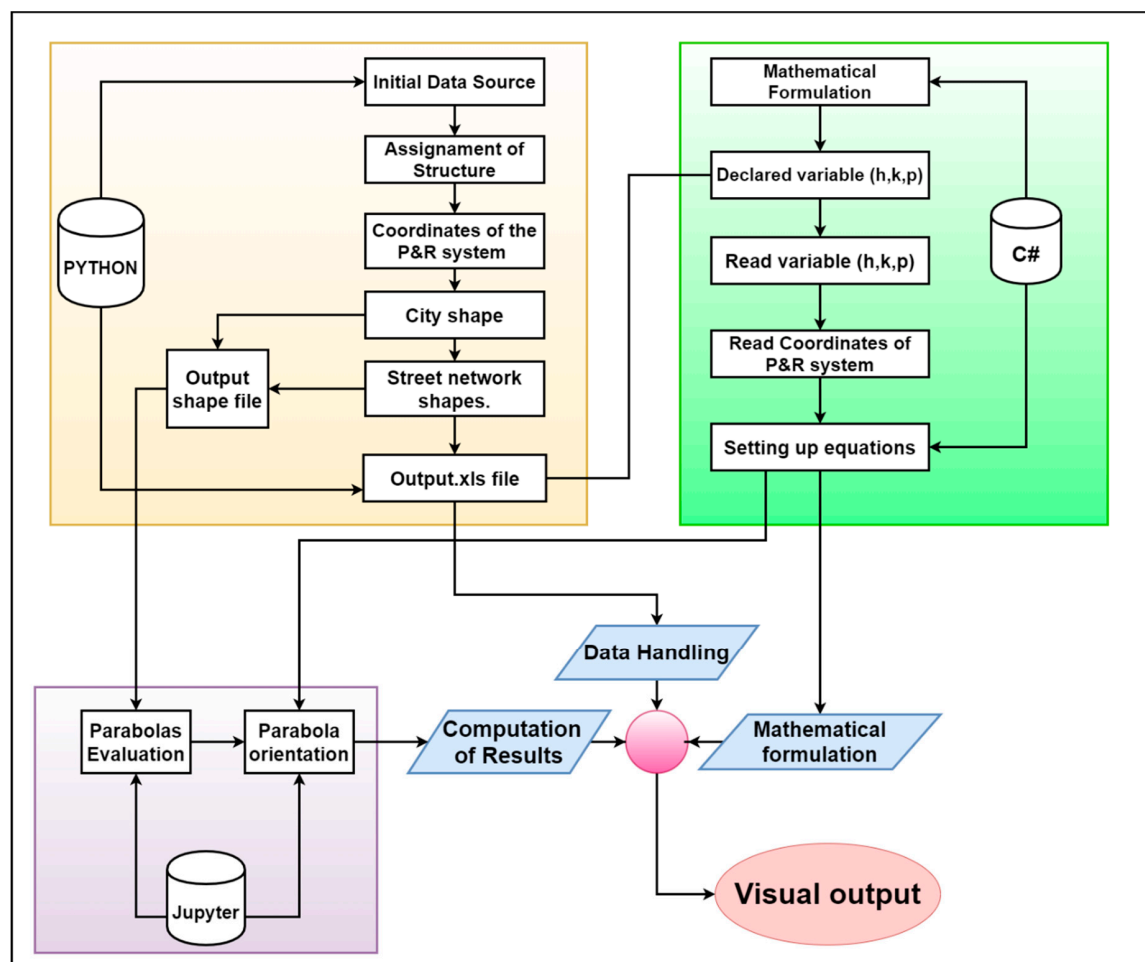 Initial Data Source
Assignament of
Structure
Coordinates of the
P&R system
City shape
Output
shape file
Street network
shapes.
Output.xls file
PYTHON
Mathematical
Formulation
Declared variable (h,k,p)
Read variable (h,k,p)
Read Coordinates of
P&R system
Setting up equations
C#
Data Handling
Parabolas
Evaluation
Parabola
orientation
Jupyter
Computation
of Results
Mathematical
formulation
Visual output